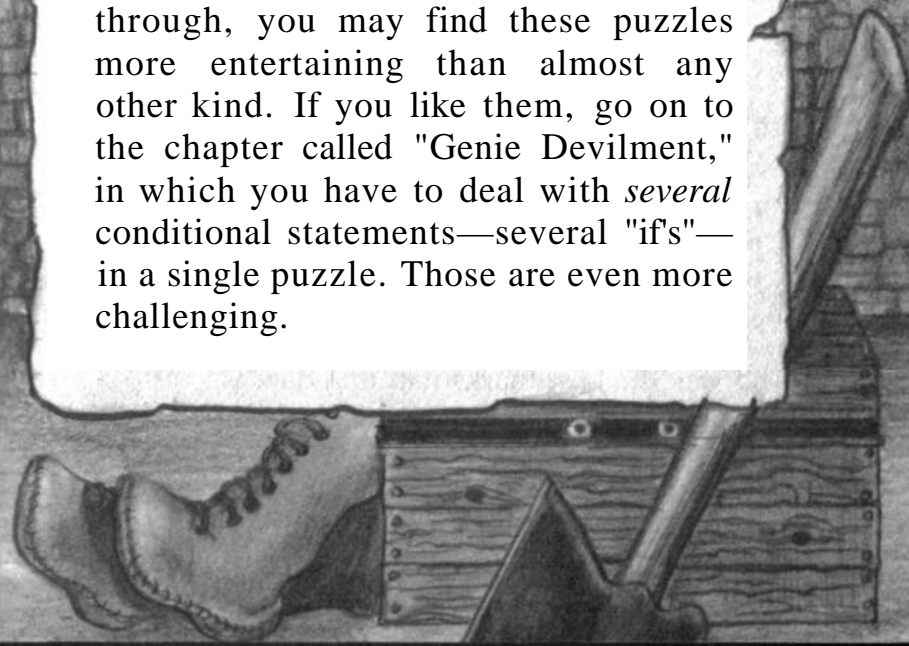 through, you may find these puzzles
more entertaining than almost any
other kind. If you like them, go on to
the chapter called "Genie Devilment,"
in which you have to deal with several
conditional statements—several "if's"—
in a single puzzle. Those are even more
challenging.